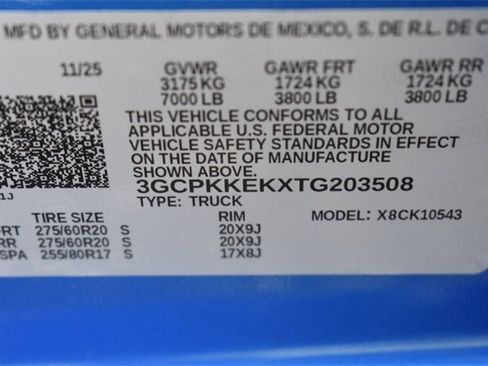 MFD BY GENERAL MOTORS DE MEXICO, S. DE R.L. DE C
11/25 GVWR GAWR FRT GAWR RR
3175 KG 1724 KG 1724 KG
7000 LB 3800 LB 3800 LB
THIS VEHICLE CONFORMS TO ALL
APPLICABLE U.S. FEDERAL MOTOR
VEHICLE SAFETY STANDARDS IN EFFECT
ON THE DATE OF MANUFACTURE
SHOWN ABOVE.
3GCPKKEKXTG203508
1J
TYPE: TRUCK MODEL: X8CK10543
TIRE SIZE RIM
FRT 275/60R20 S 20X9J
RR 275/60R20 S 20X9J
SPA 255/80R17 S 17X8J